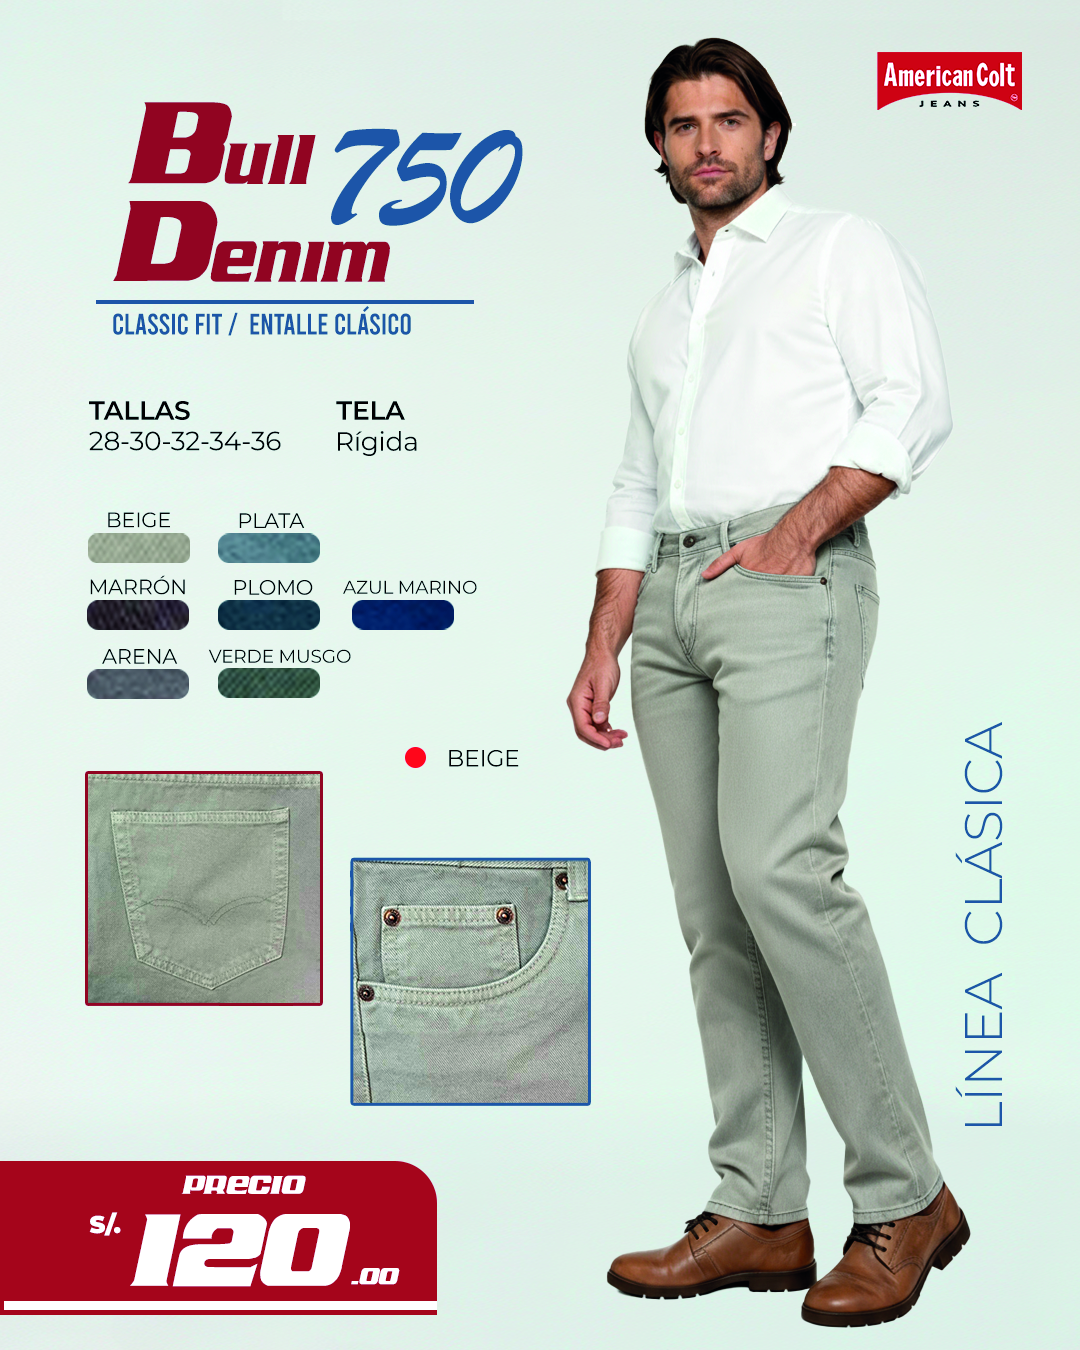 American Colt
JEANS
Bull 750
Denim
CLASSIC FIT / ENTALLE CLÁSICO
TALLAS
28-30-32-34-36
TELA
Rígida
BEIGE
PLATA
MARRÓN
PLOMO
AZUL MARINO
ARENA
VERDE MUSGO
BEIGE
LÍNEA CLÁSICA
PRECIO
S/. 120.00